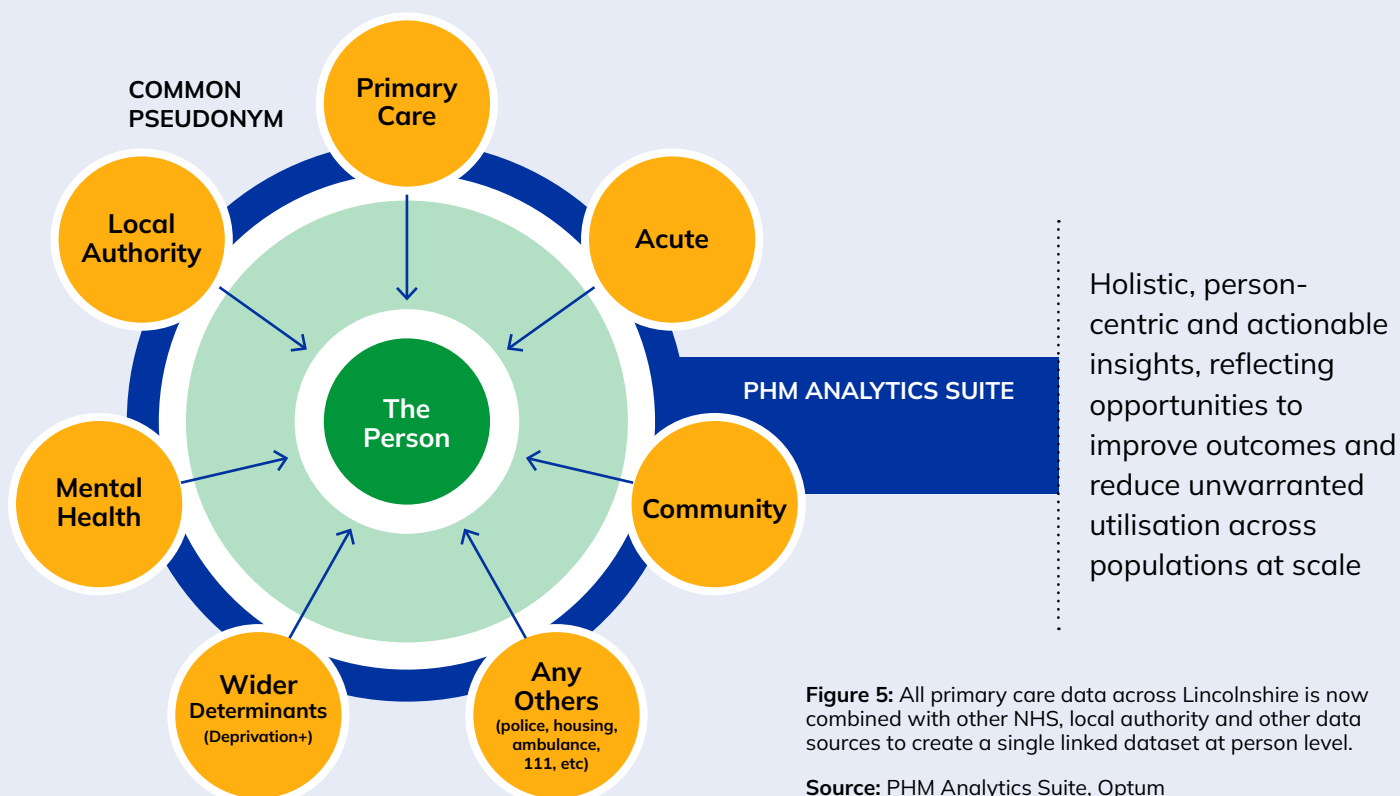 COMMON
PSEUDONYM
Primary
Care
Local
Authority
Acute
The
Person
PHM ANALYTICS SUITE
Mental
Health
Community
Wider
Determinants
(Deprivation+)
Any
Others
(police, housing,
ambulance,
111, etc)
Holistic, person-
centric and actionable
insights, reflecting
opportunities to
improve outcomes and
reduce unwarranted
utilisation across
populations at scale
Figure 5: All primary care data across Lincolnshire is now
combined with other NHS, local authority and other data
sources to create a single linked dataset at person level.
Source: PHM Analytics Suite, Optum